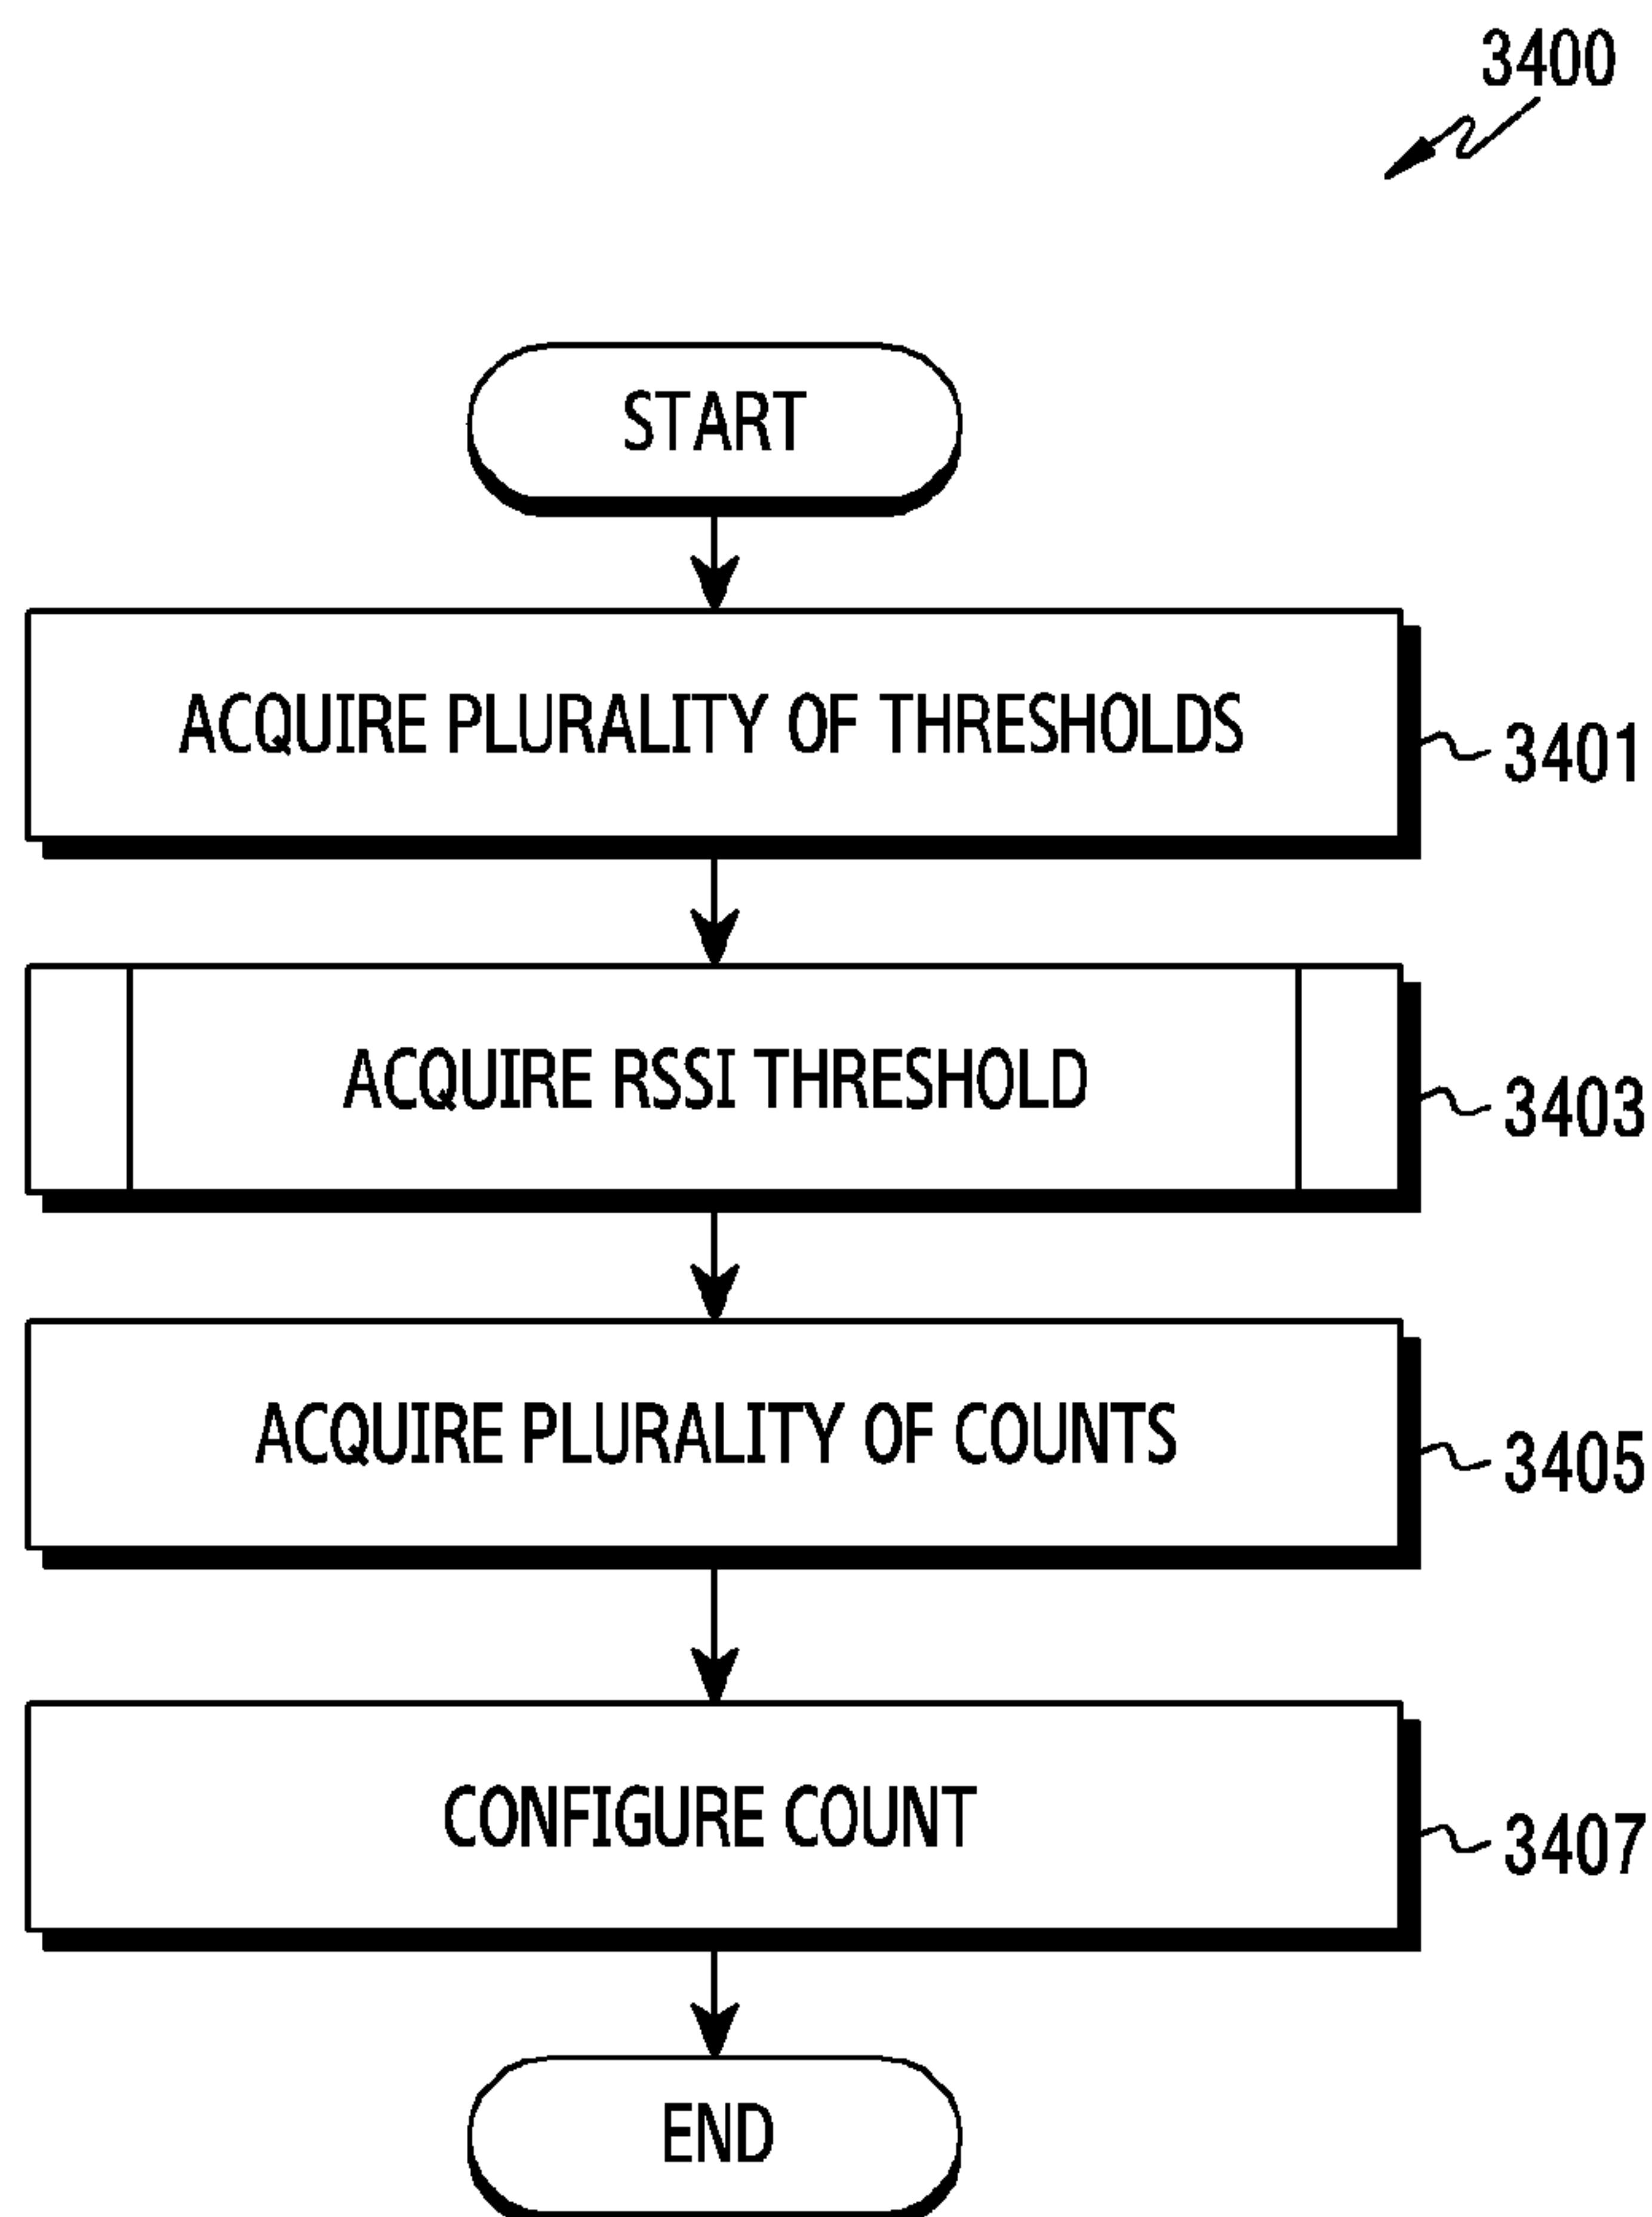 3400
START
ACQUIRE PLURALITY OF THRESHOLDS
3401
ACQUIRE RSSI THRESHOLD
3403
ACQUIRE PLURALITY OF COUNTS
3405
CONFIGURE COUNT
3407
END